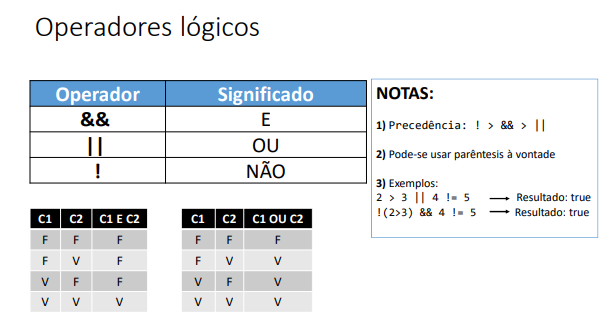 Operadores lógicos
Operador Significado
&& E
|| OU
! NÃO
NOTAS:
1) Precedência: ! > && > ||
2) Pode-se usar parêntesis à vontade
3) Exemplos:
2 > 3 || 4 != 5 → Resultado: true
!(2>3) && 4 != 5 → Resultado: true
C1 C2 C1 E C2
F F F
F V F
V F F
V V V
C1 C2 C1 OU C2
F F F
F V V
V F V
V V V